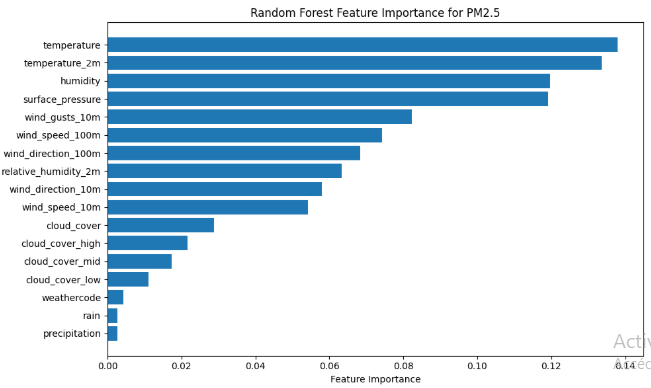 Random Forest Feature Importance for PM2.5
temperature
temperature_2m
humidity
surface_pressure
wind_gusts_10m
wind_speed_100m
wind_direction_100m
relative_humidity_2m
wind_direction_10m
wind_speed_10m
cloud_cover
cloud_cover_high
cloud_cover_mid
cloud_cover_low
weathercode
rain
precipitation
0.00 0.02 0.04 0.06 0.08 0.10 0.12 0.14
Feature Importance